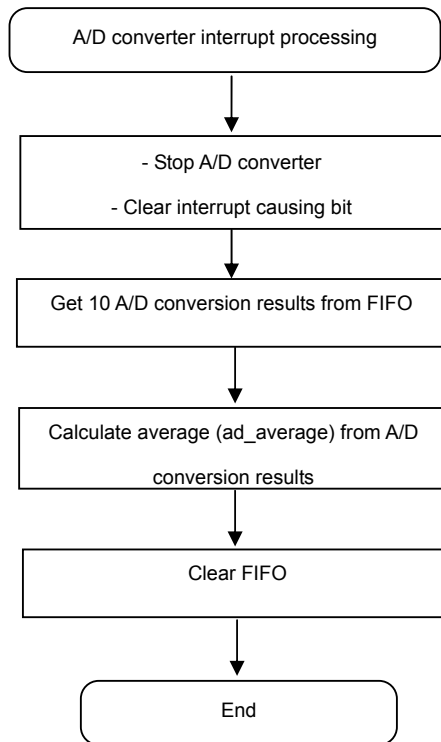 A/D converter interrupt processing
- Stop A/D converter
- Clear interrupt causing bit
Get 10 A/D conversion results from FIFO
Calculate average (ad_average) from A/D
conversion results
Clear FIFO
End